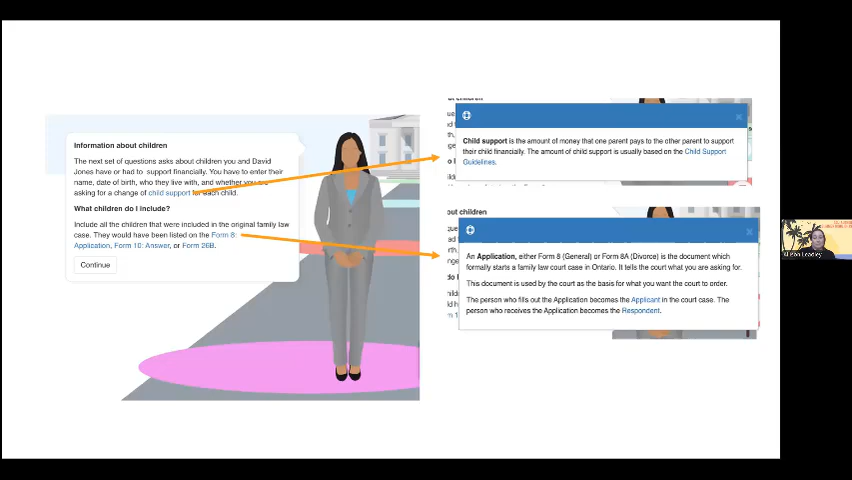 Information about children
The next set of questions asks about children you and David
Jones have or had to support financially. You have to enter their
name, date of birth, who they live with, and whether you are
asking for a change of child support for each child.
What children do I include?
Include all the children that were included in the original family law
case. They would have been listed on the Form 8:
Application, Form 10: Answer, or Form 26B.
Continue
Child support is the amount of money that one parent pays to the other parent to support
their child financially. The amount of child support is usually based on the Child Support
Guidelines.
out children
An Application, either Form 8 (General) or Form 8A (Divorce) is the document which
formally starts a family law court case in Ontario. It tells the court what you are asking for.
This document is used by the court as the basis for what you want the court to order.
The person who fills out the Application becomes the Applicant in the court case. The
person who receives the Application becomes the Respondent.